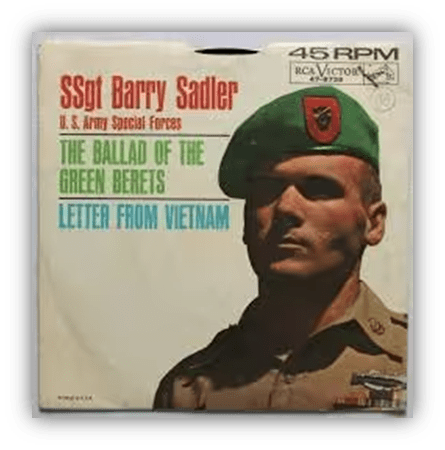 45 RPM
RCA VICTOR
47-8739
SSgt Barry Sadler
U. S. Army Special Forces
THE BALLAD OF THE
GREEN BERETS
LETTER FROM VIETNAM